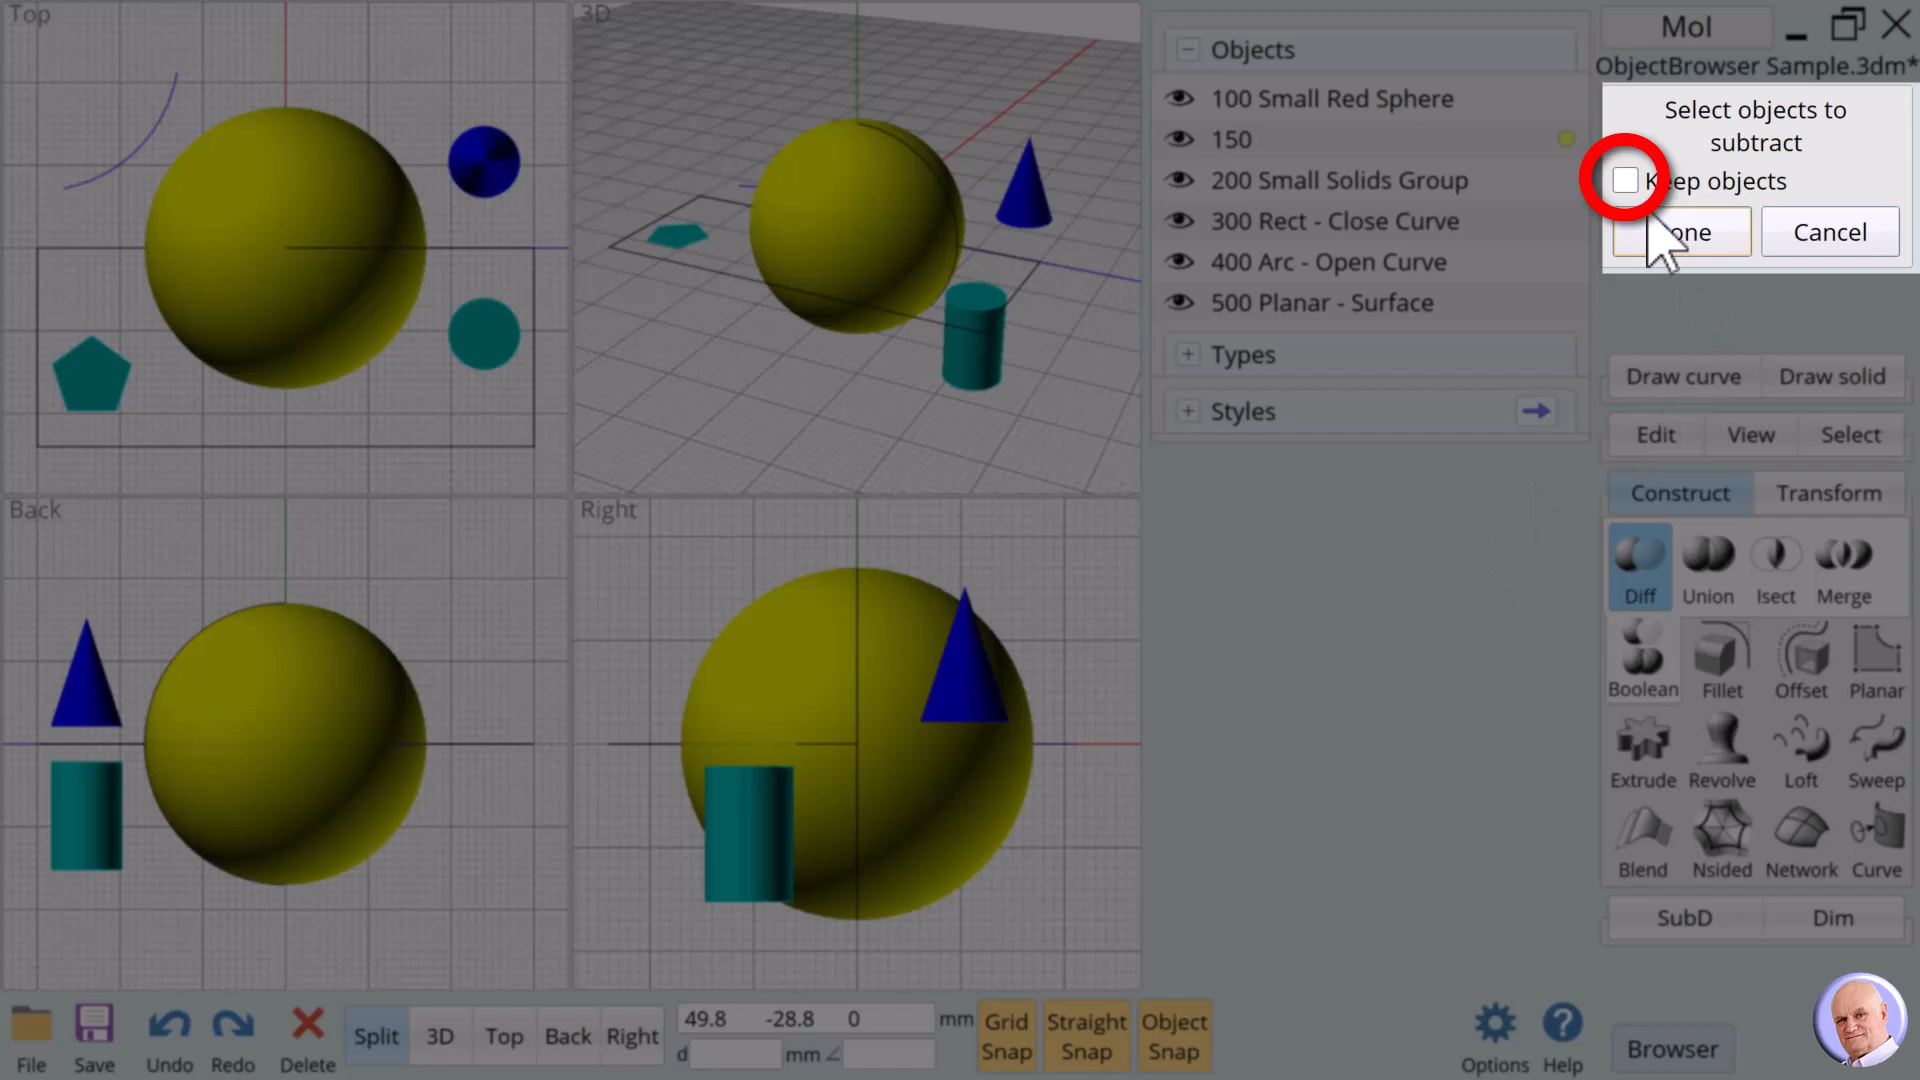 Top
3D
Back
Right
Objects
100 Small Red Sphere
150
200 Small Solids Group
300 Rect - Close Curve
400 Arc - Open Curve
500 Planar - Surface
Types
Styles
MoI
ObjectBrowser Sample.3dm*
Select objects to
subtract
Keep objects
one Cancel
Draw curve Draw solid
Edit View Select
Construct Transform
Diff Union Isect Merge
Boolean Fillet Offset Planar
Extrude Revolve Loft Sweep
Blend Nsided Network Curve
SubD Dim
File Save Undo Redo Delete
Split 3D Top Back Right
49.8 -28.8 0 mm
d mm ∠
Grid
Snap
Straight
Snap
Object
Snap
Options Help
Browser